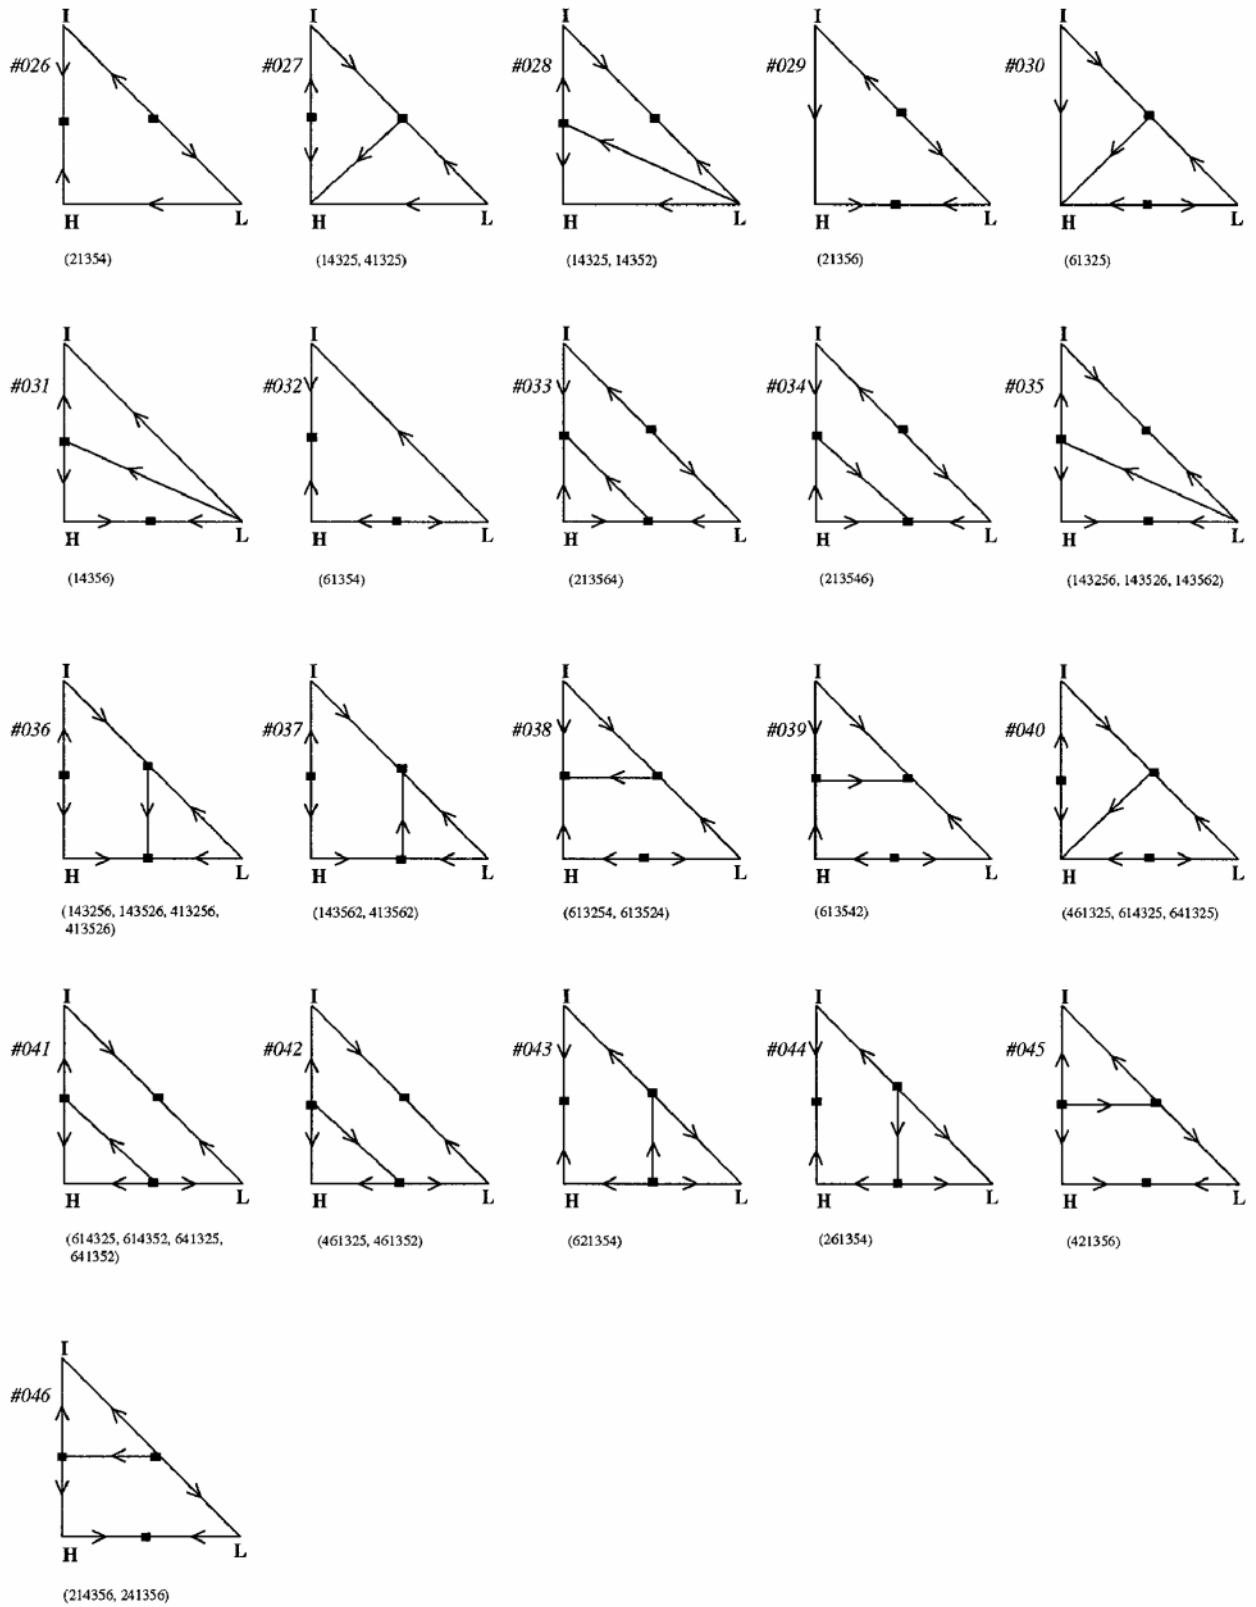 I I I I I
#026 #027 #028 #029 #030
H L H L H L H L H L
(21354) (14325, 41325) (14325, 14352) (21356) (61325)
I I I I I
#031 #032 #033 #034 #035
H L H L H L H L H L
(14356) (61354) (213564) (213546) (143256, 143526, 143562)
I I I I I
#036 #037 #038 #039 #040
H L H L H L H L H L
(143256, 143526, 413256, (143562, 413562) (613254, 613524) (613542) (461325, 614325, 641325)
413526)
I I I I I
#041 #042 #043 #044 #045
H L H L H L H L H L
(614325, 614352, 641325, (461325, 461352) (621354) (261354) (421356)
641352)
I
#046
H L
(214356, 241356)